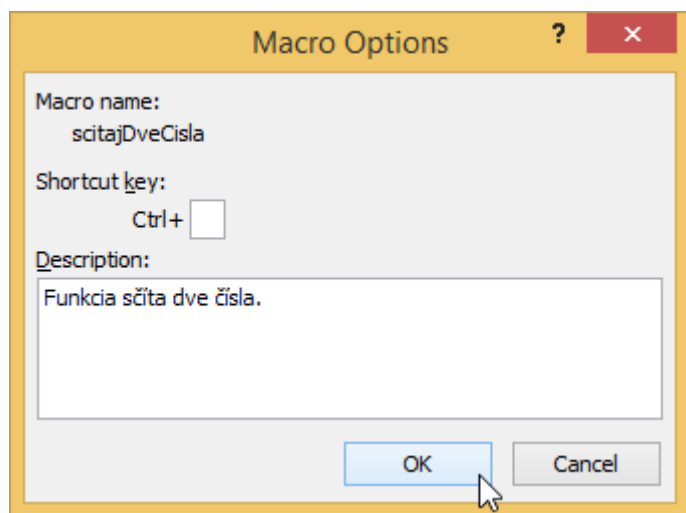 Macro Options
?
×
Macro name:
scitajDveCisla
Shortcut key:
Ctrl+
Description:
Funkcia sčíta dve čísla.
OK
Cancel